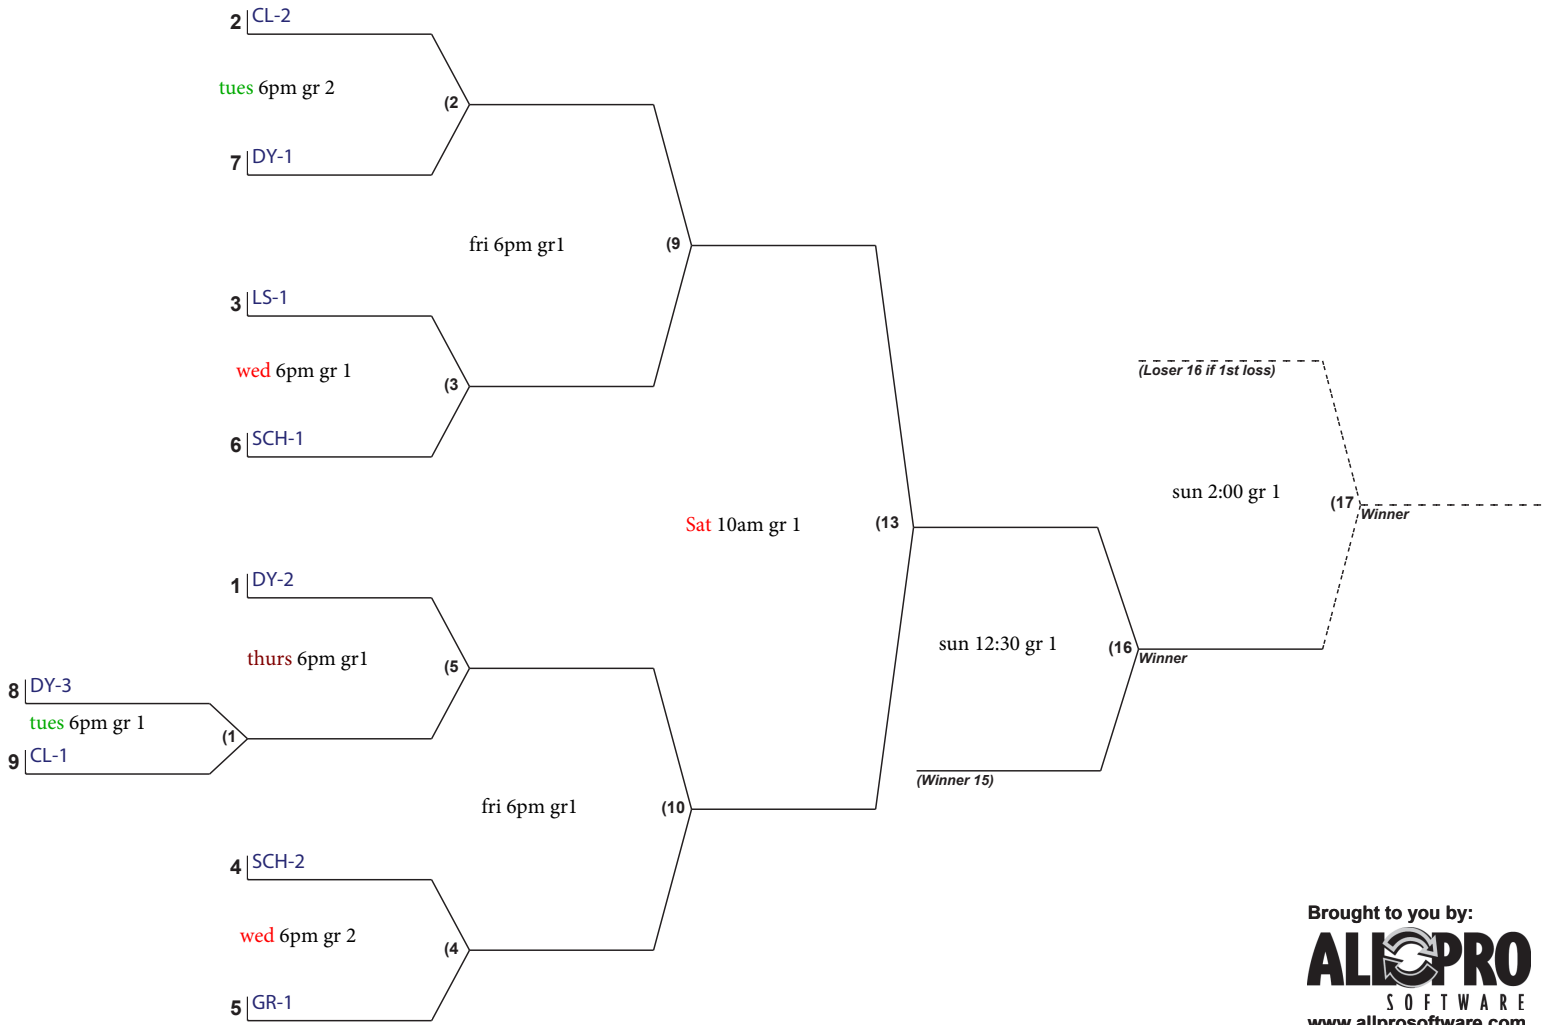 2 CL-2
tues 6pm gr 2
(2
7 DY-1
fri 6pm gr1
(9
3 LS-1
wed 6pm gr 1
(3
6 SCH-1
(Loser 16 if 1st loss)
sun 2:00 gr 1
(17
Winner
Sat 10am gr 1
(13
1 DY-2
thurs 6pm gr1
(5
sun 12:30 gr 1
(16
Winner
8 DY-3
tues 6pm gr 1
(1
9 CL-1
(Winner 15)
fri 6pm gr1
(10
4 SCH-2
wed 6pm gr 2
(4
5 GR-1
Brought to you by:
ALL PRO
SOFTWARE
www.allprosoftware.com